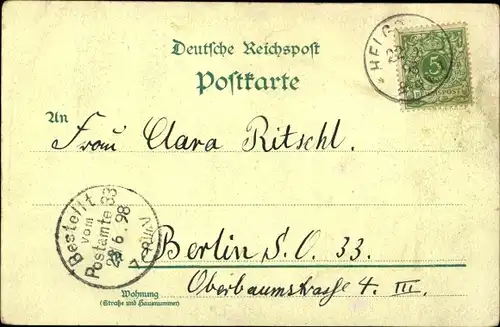 Deutsche Reichspost
Postkarte
HELGO
5
An
Frau Clara Ritschl.
Bestellt
vom
Postamte 33
6.98
Berlin S.O. 33.
Oberbaumstrasse 4. III.
Wohnung
(Straße und Hausnummer)